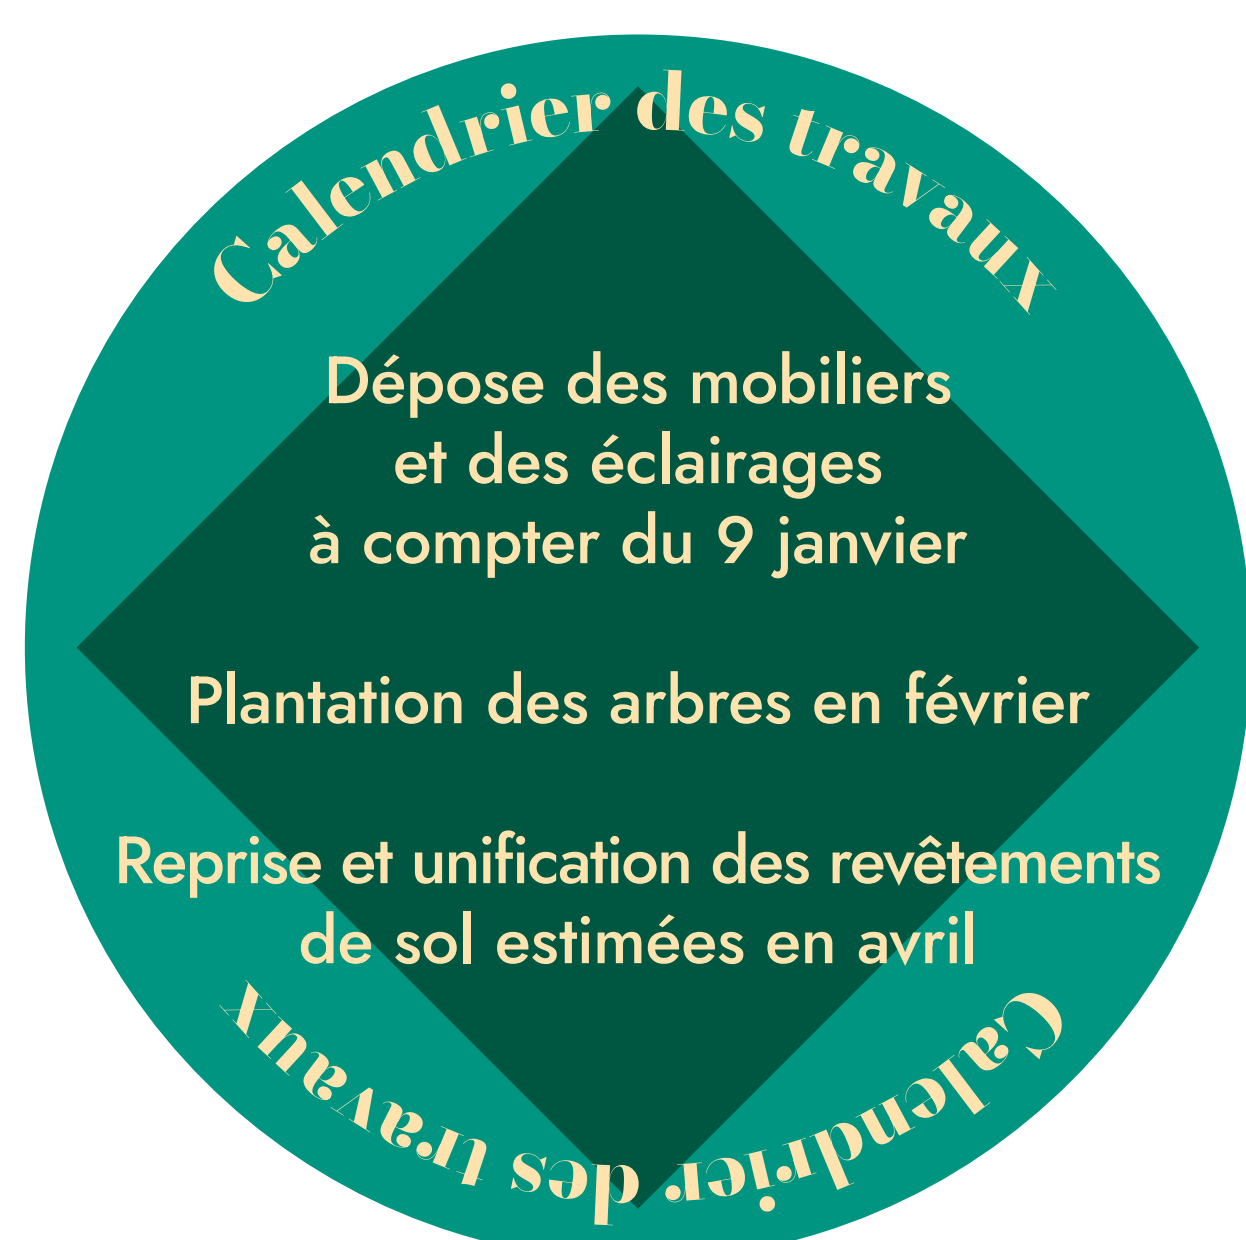 Calendrier des travaux
Dépose des mobiliers
et des éclairages
à compter du 9 janvier
Plantation des arbres en février
Reprise et unification des revêtements
de sol estimées en avril
Calendrier des travaux